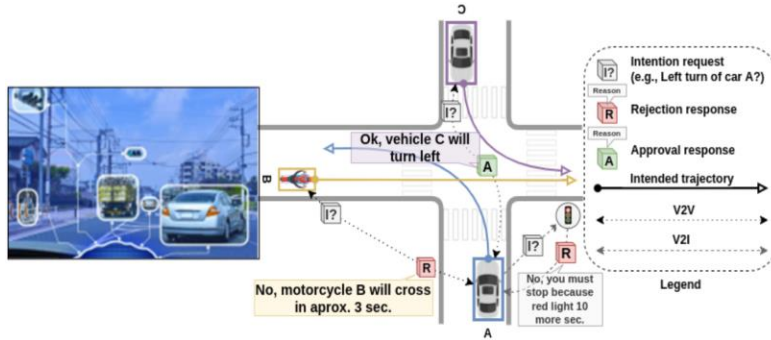 C
I?
Ok, vehicle C will
turn left
A
B
I?
I?
R
R
No, motorcycle B will cross
in aprox. 3 sec.
No, you must
stop because
red light 10
more sec.
A
I?
Intention request
(e.g., Left turn of car A?)
Reason
R
Rejection response
Reason
A
Approval response
Intended trajectory
V2V
V2I
Legend